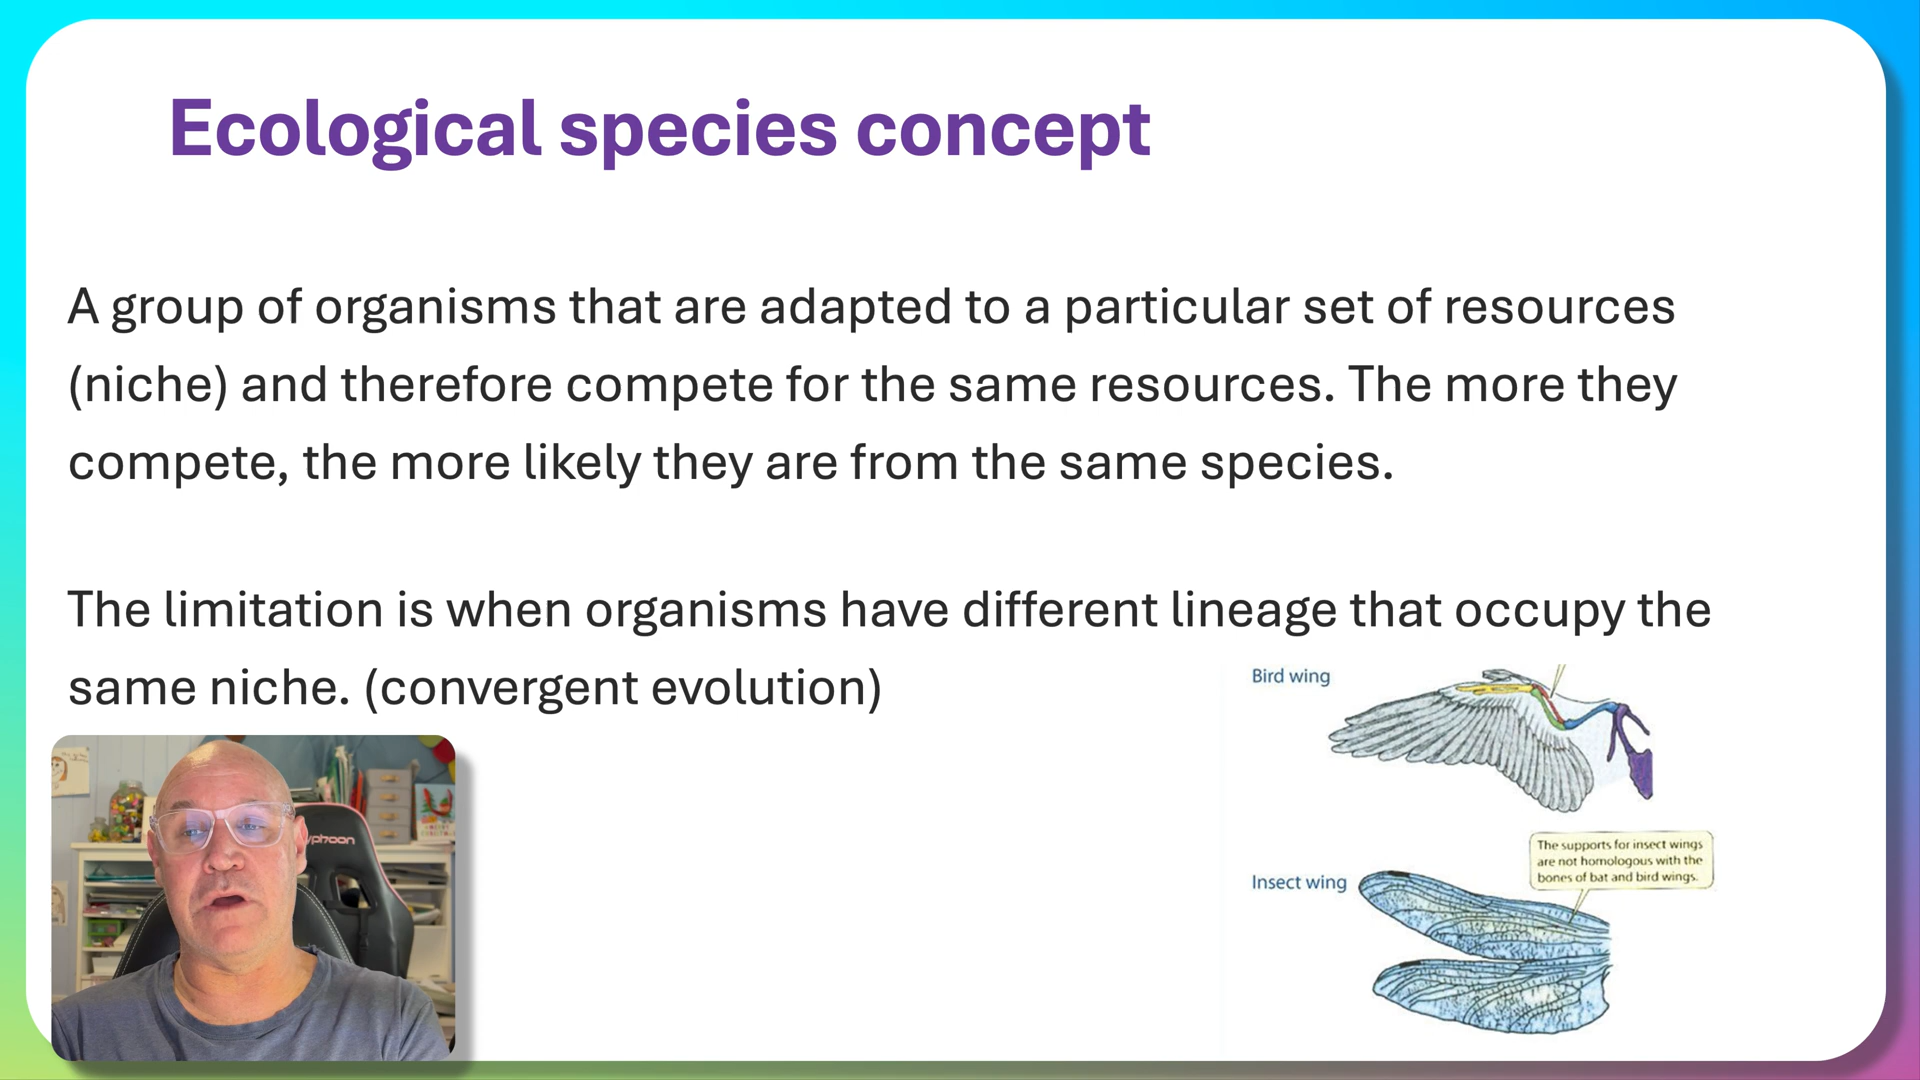 Ecological species concept
A group of organisms that are adapted to a particular set of resources
(niche) and therefore compete for the same resources. The more they
compete, the more likely they are from the same species.
The limitation is when organisms have different lineage that occupy the
same niche. (convergent evolution)
Bird wing
The supports for insect wings
are not homologous with the
bones of bat and bird wings.
Insect wing
yphoon